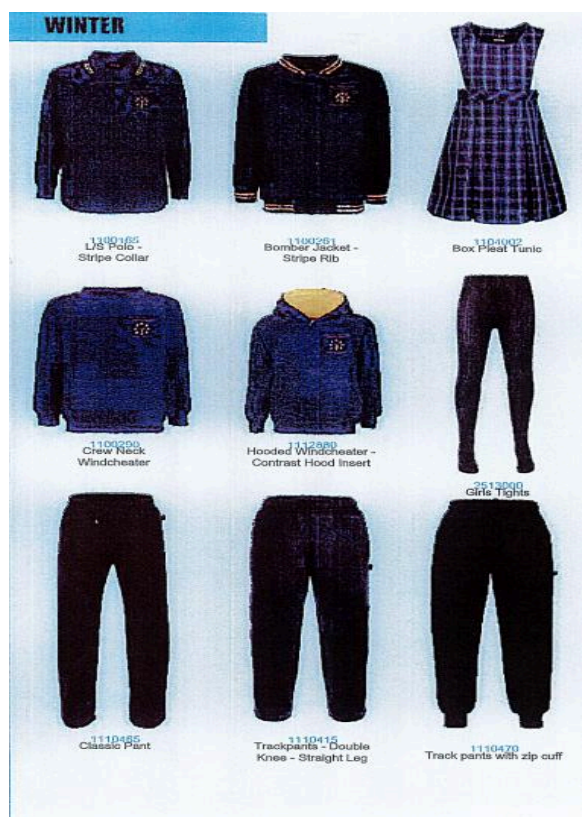 WINTER
1100165
L/S Polo -
Stripe Collar
1100261
Bomber Jacket -
Stripe Rib
1104002
Box Pleat Tunic
1100290
Crew Neck
Windcheater
1112880
Hooded Windcheater -
Contrast Hood Insert
2513000
Girls Tights
1110465
Classic Pant
1110415
Trackpants - Double
Knee - Straight Leg
1110470
Track pants with zip cuff